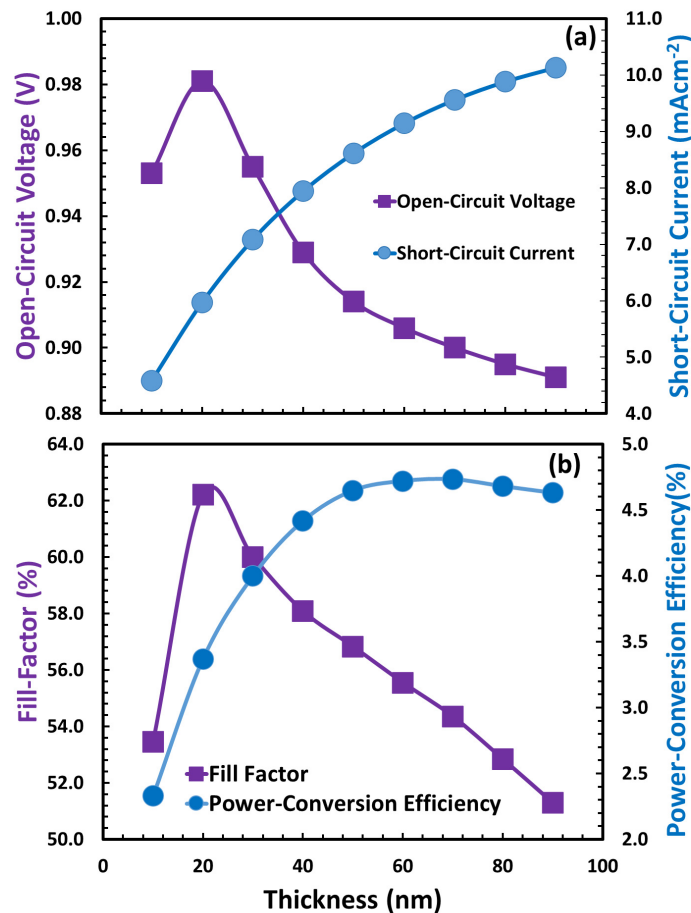 (a)
Open-Circuit Voltage (V)
1.00
0.98
0.96
0.94
0.92
0.90
0.88
Short-Circuit Current (mAcm-2)
11.0
10.0
9.0
8.0
7.0
6.0
5.0
4.0
Open-Circuit Voltage
Short-Circuit Current
(b)
Fill-Factor (%)
64.0
62.0
60.0
58.0
56.0
54.0
52.0
50.0
Power-Conversion Efficiency(%)
5.0
4.5
4.0
3.5
3.0
2.5
2.0
Fill Factor
Power-Conversion Efficiency
0 20 40 60 80 100
Thickness (nm)